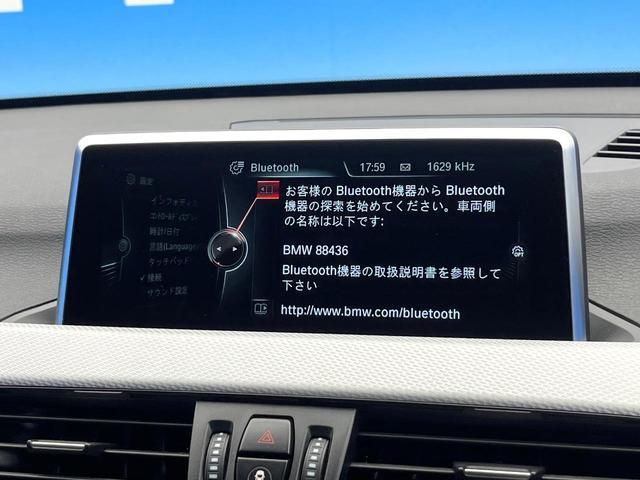 Bluetooth 17:59 1629 kHz
お客様の Bluetooth機器から Bluetooth
機器の探索を始めてください。車両側
の名称は以下です:
BMW 88436
Bluetooth機器の取扱説明書を参照して
下さい
http://www.bmw.com/bluetooth
設定
インフォディス
時計/日付
言語(Language
タッチパッド
接続
サウンド設定
OPT